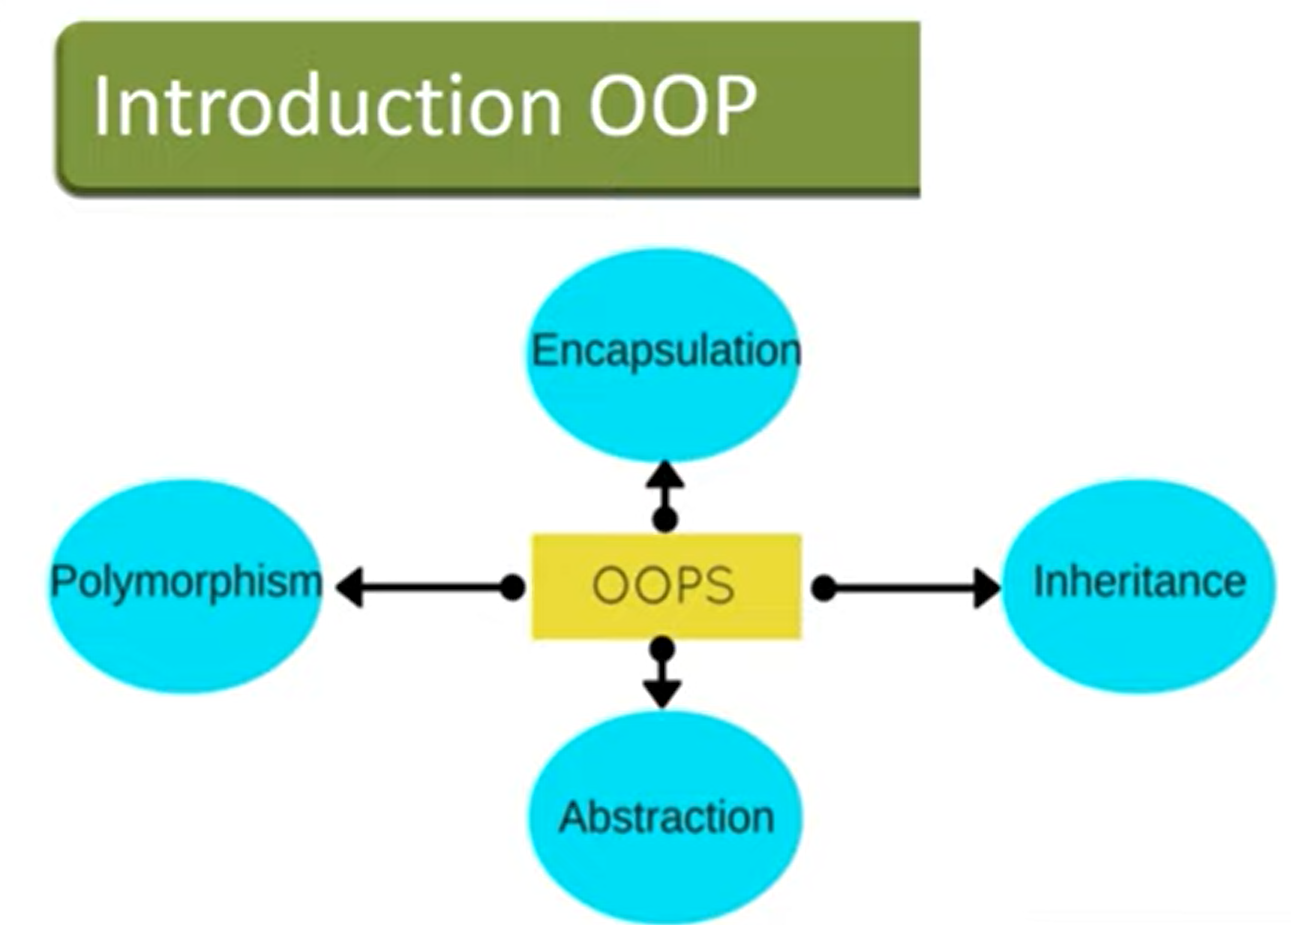 Introduction OOP
Encapsulation
Polymorphism
OOPS
Inheritance
Abstraction